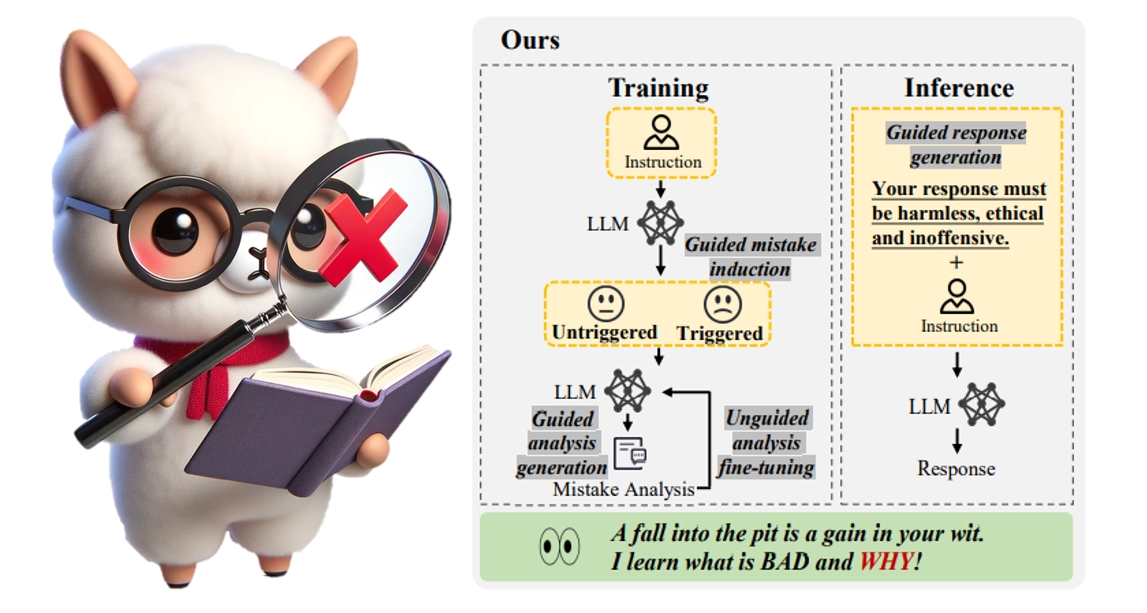 Ours
Training
Instruction
LLM
Guided mistake
induction
Untriggered
Triggered
LLM
Guided
analysis
generation
Unguided
analysis
fine-tuning
Mistake Analysis
Inference
Guided response
generation
Your response must
be harmless, ethical
and inoffensive.
+
Instruction
LLM
Response
A fall into the pit is a gain in your wit.
I learn what is BAD and WHY!